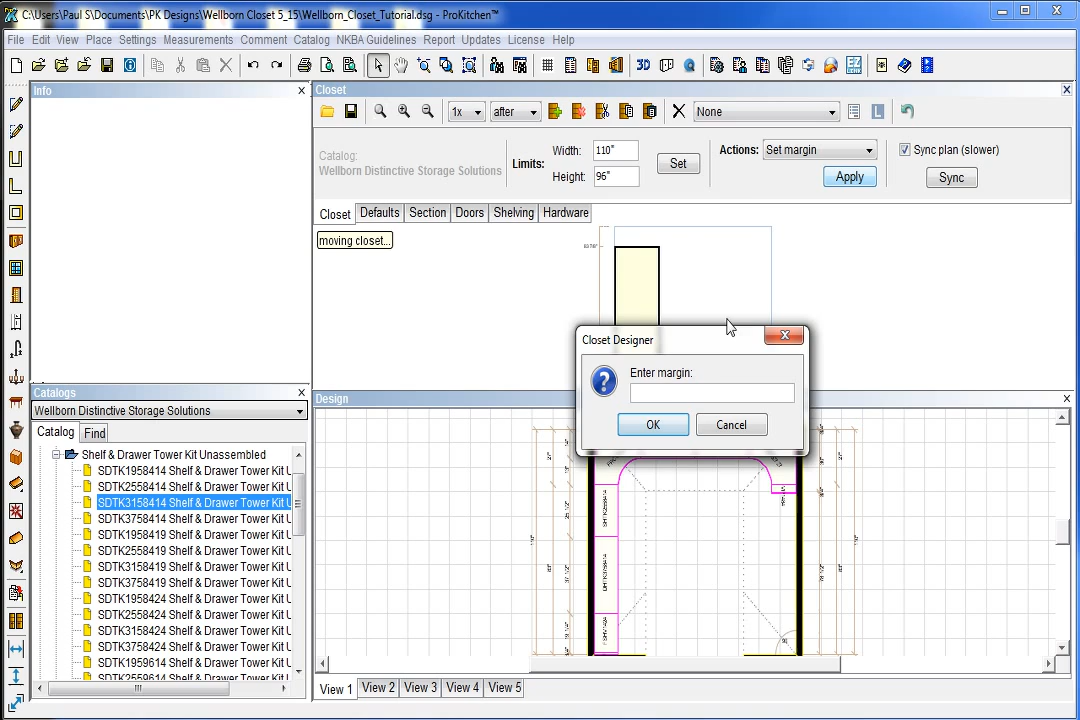 C:\Users\Paul S\Documents\PK Designs\Wellborn Closet 5_15\Wellborn_Closet_Tutorial.dsg - ProKitchen™
File Edit View Place Settings Measurements Comment Catalog NKBA Guidelines Report Updates License Help
3D
EZ
Info
Closet
1x
after
None
L
Catalog:
Wellborn Distinctive Storage Solutions
Limits:
Width:
110"
Height:
96"
Set
Actions:
Set margin
Apply
Sync plan (slower)
Sync
Closet Defaults Section Doors Shelving Hardware
moving closet...
Closet Designer
Enter margin:
OK
Cancel
Catalogs
Wellborn Distinctive Storage Solutions
Catalog Find
Shelf & Drawer Tower Kit Unassembled
SDTK1958414 Shelf & Drawer Tower Kit U
SDTK2558414 Shelf & Drawer Tower Kit U
SDTK3158414 Shelf & Drawer Tower Kit U
SDTK3758414 Shelf & Drawer Tower Kit U
SDTK1958419 Shelf & Drawer Tower Kit U
SDTK2558419 Shelf & Drawer Tower Kit U
SDTK3158419 Shelf & Drawer Tower Kit U
SDTK3758419 Shelf & Drawer Tower Kit U
SDTK1958424 Shelf & Drawer Tower Kit U
SDTK2558424 Shelf & Drawer Tower Kit U
SDTK3158424 Shelf & Drawer Tower Kit U
SDTK3758424 Shelf & Drawer Tower Kit U
SDTK1959614 Shelf & Drawer Tower Kit U
SDTK2559614 Shelf & Drawer Tower Kit U
Design
View 1 View 2 View 3 View 4 View 5